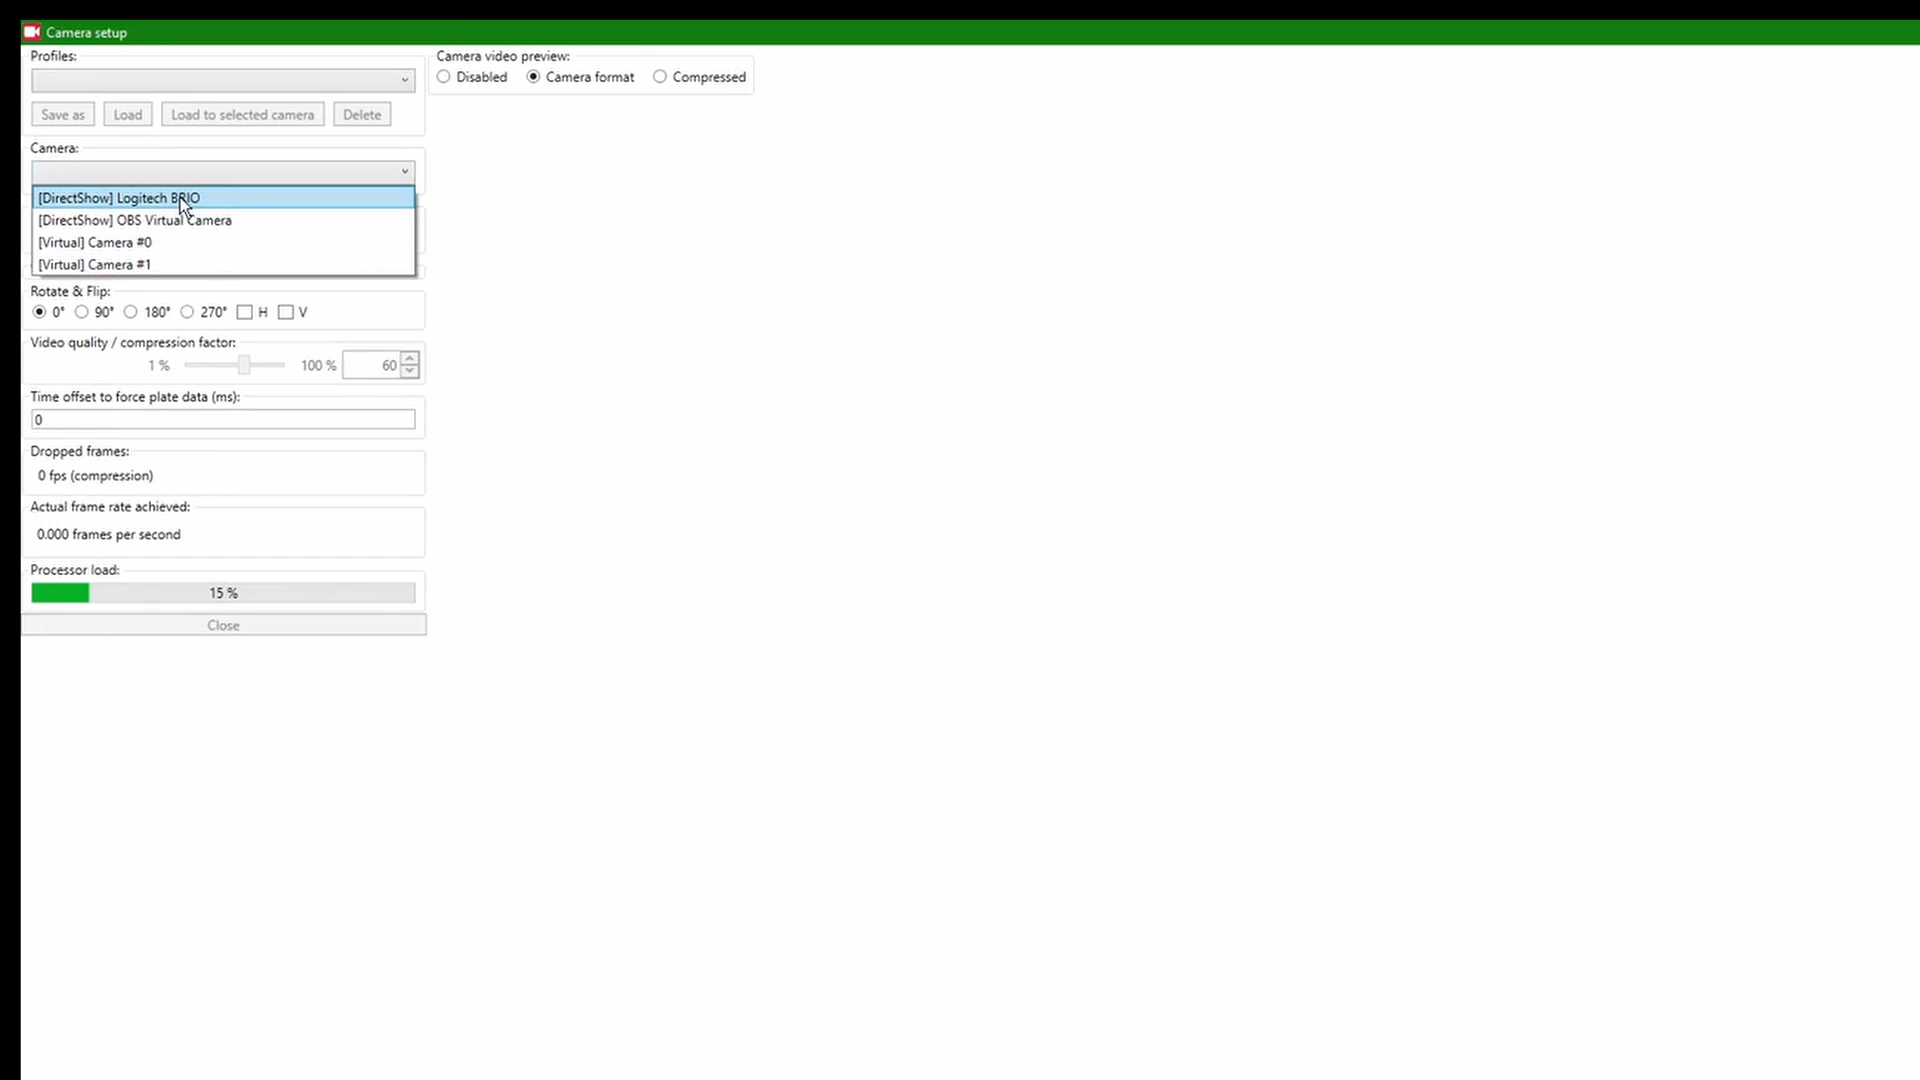 Camera setup
Profiles:
Save as Load Load to selected camera Delete
Camera video preview:
Disabled Camera format Compressed
Camera:
[DirectShow] Logitech BRIO
[DirectShow] OBS Virtual Camera
[Virtual] Camera #0
[Virtual] Camera #1
Rotate & Flip:
0° 90° 180° 270° H V
Video quality / compression factor:
1 % 100 % 60
Time offset to force plate data (ms):
0
Dropped frames:
0 fps (compression)
Actual frame rate achieved:
0.000 frames per second
Processor load:
15 %
Close